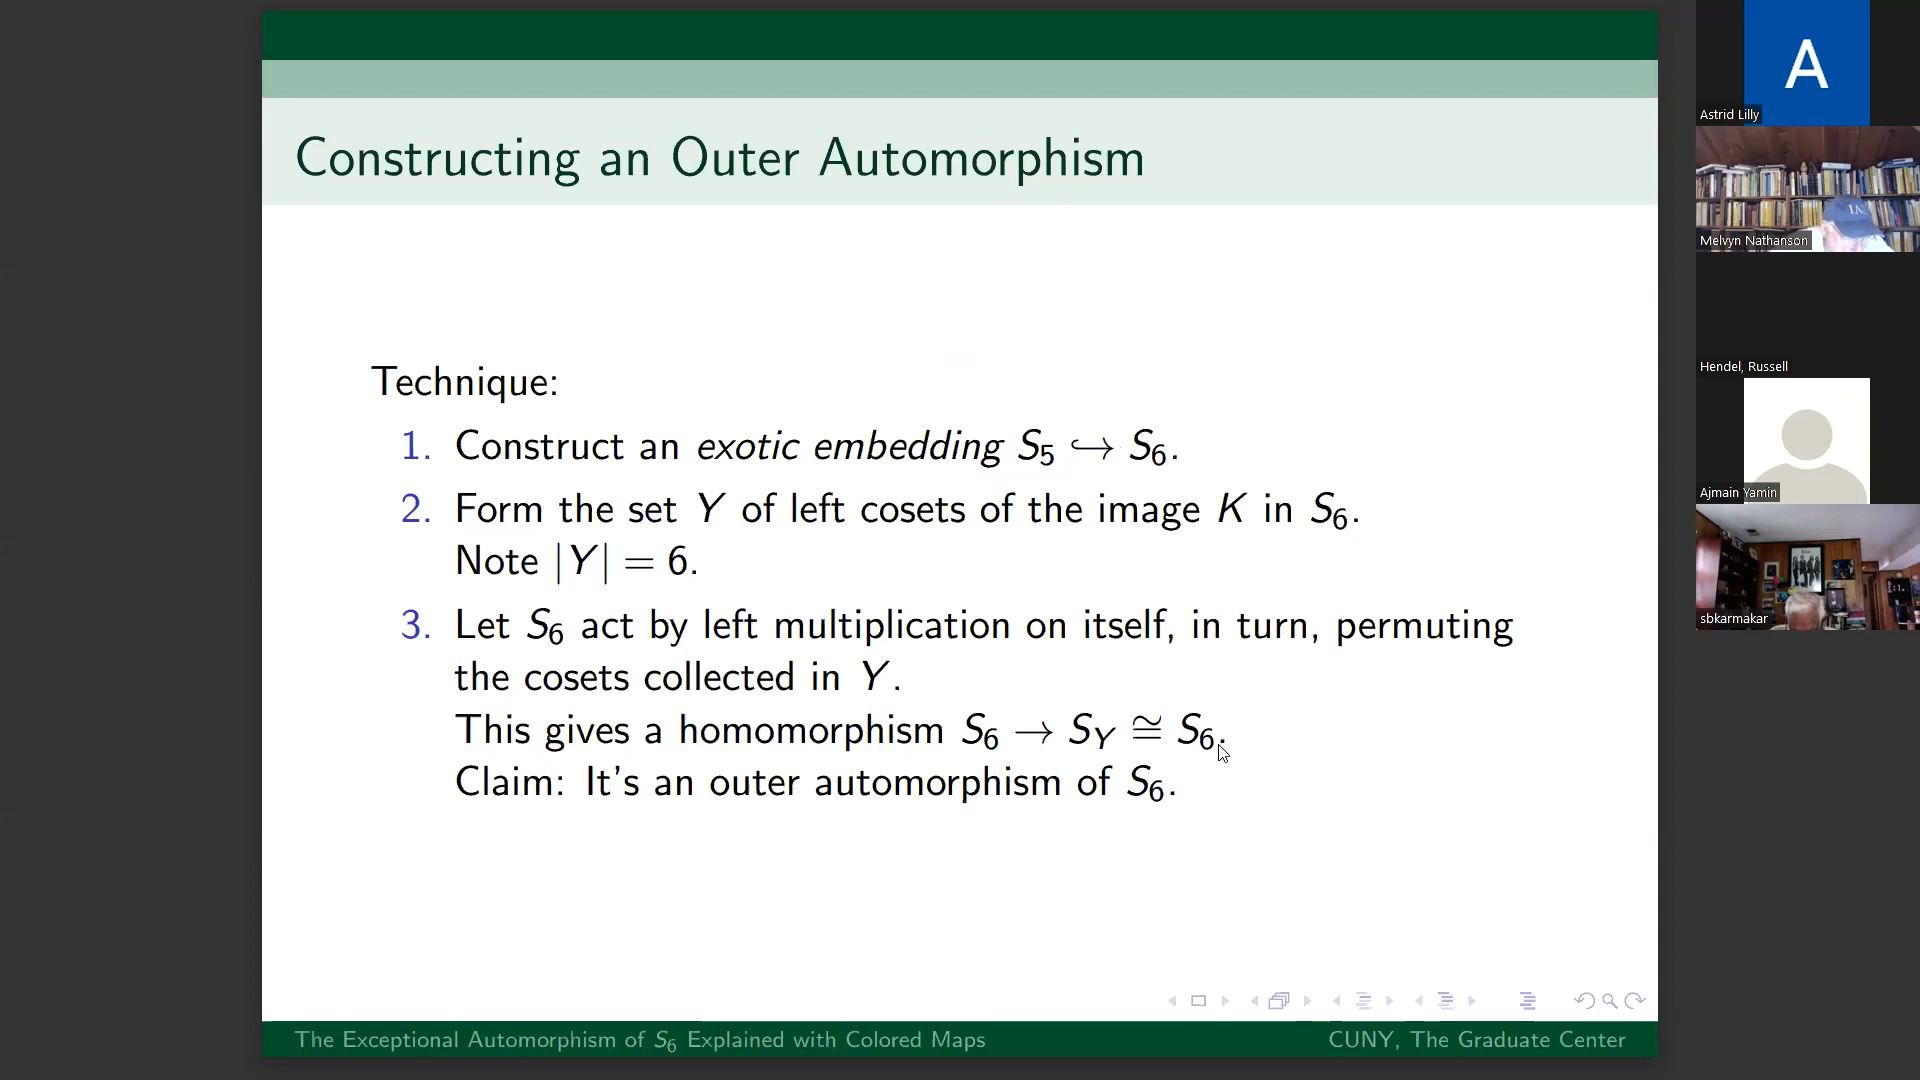 Constructing an Outer Automorphism
Technique:
1. Construct an exotic embedding S₅ ↪ S₆.
2. Form the set Y of left cosets of the image K in S₆.
Note |Y| = 6.
3. Let S₆ act by left multiplication on itself, in turn, permuting
the cosets collected in Y.
This gives a homomorphism S₆ → S_Y ≅ S₆.
Claim: It's an outer automorphism of S₆.
The Exceptional Automorphism of S₆ Explained with Colored Maps
CUNY, The Graduate Center
A
Astrid Lilly
Melvyn Nathanson
Hendel, Russell
Ajmain Yamin
sbkarmakar